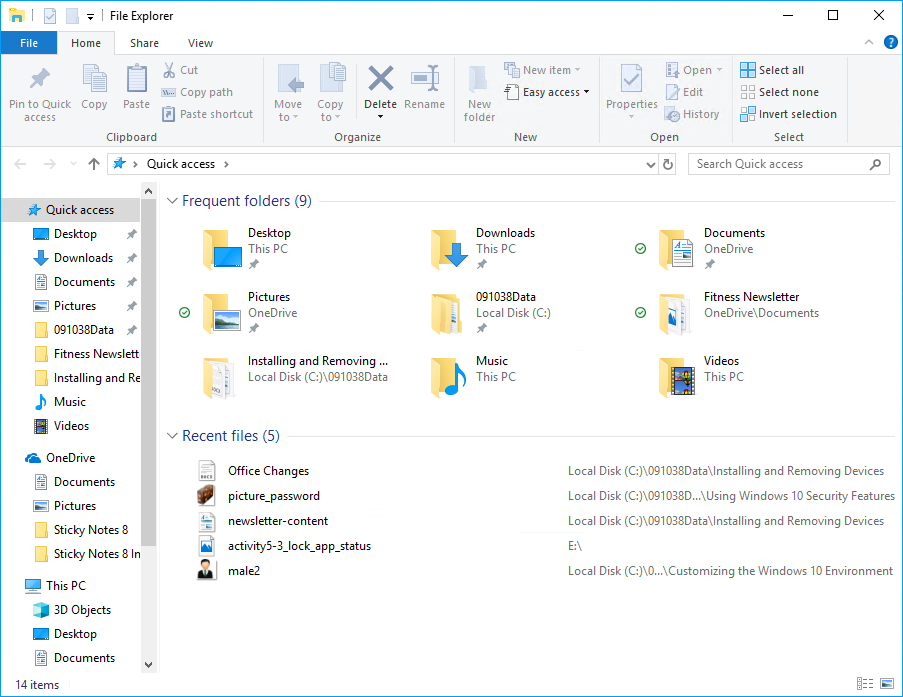 File Explorer
File Home Share View
Pin to Quick access
Copy
Paste
Cut
Copy path
Paste shortcut
Clipboard
Move to
Copy to
Delete
Rename
Organize
New folder
New item
Easy access
New
Properties
Open
Edit
History
Open
Select all
Select none
Invert selection
Select
Quick access
Search Quick access
Quick access
Desktop
Downloads
Documents
Pictures
091038Data
Fitness Newslett
Installing and Re
Music
Videos
OneDrive
Documents
Pictures
Sticky Notes 8
Sticky Notes 8 In
This PC
3D Objects
Desktop
Documents
Frequent folders (9)
Desktop
This PC
Downloads
This PC
Documents
OneDrive
Pictures
OneDrive
091038Data
Local Disk (C:)
Fitness Newsletter
OneDrive\Documents
Installing and Removing ...
Local Disk (C:)\091038Data
Music
This PC
Videos
This PC
Recent files (5)
Office Changes Local Disk (C:)\091038Data\Installing and Removing Devices
picture_password Local Disk (C:)\091038D...\Using Windows 10 Security Features
newsletter-content Local Disk (C:)\091038Data\Installing and Removing Devices
activity5-3_lock_app_status E:\
male2 Local Disk (C:)\0...\Customizing the Windows 10 Environment
14 items